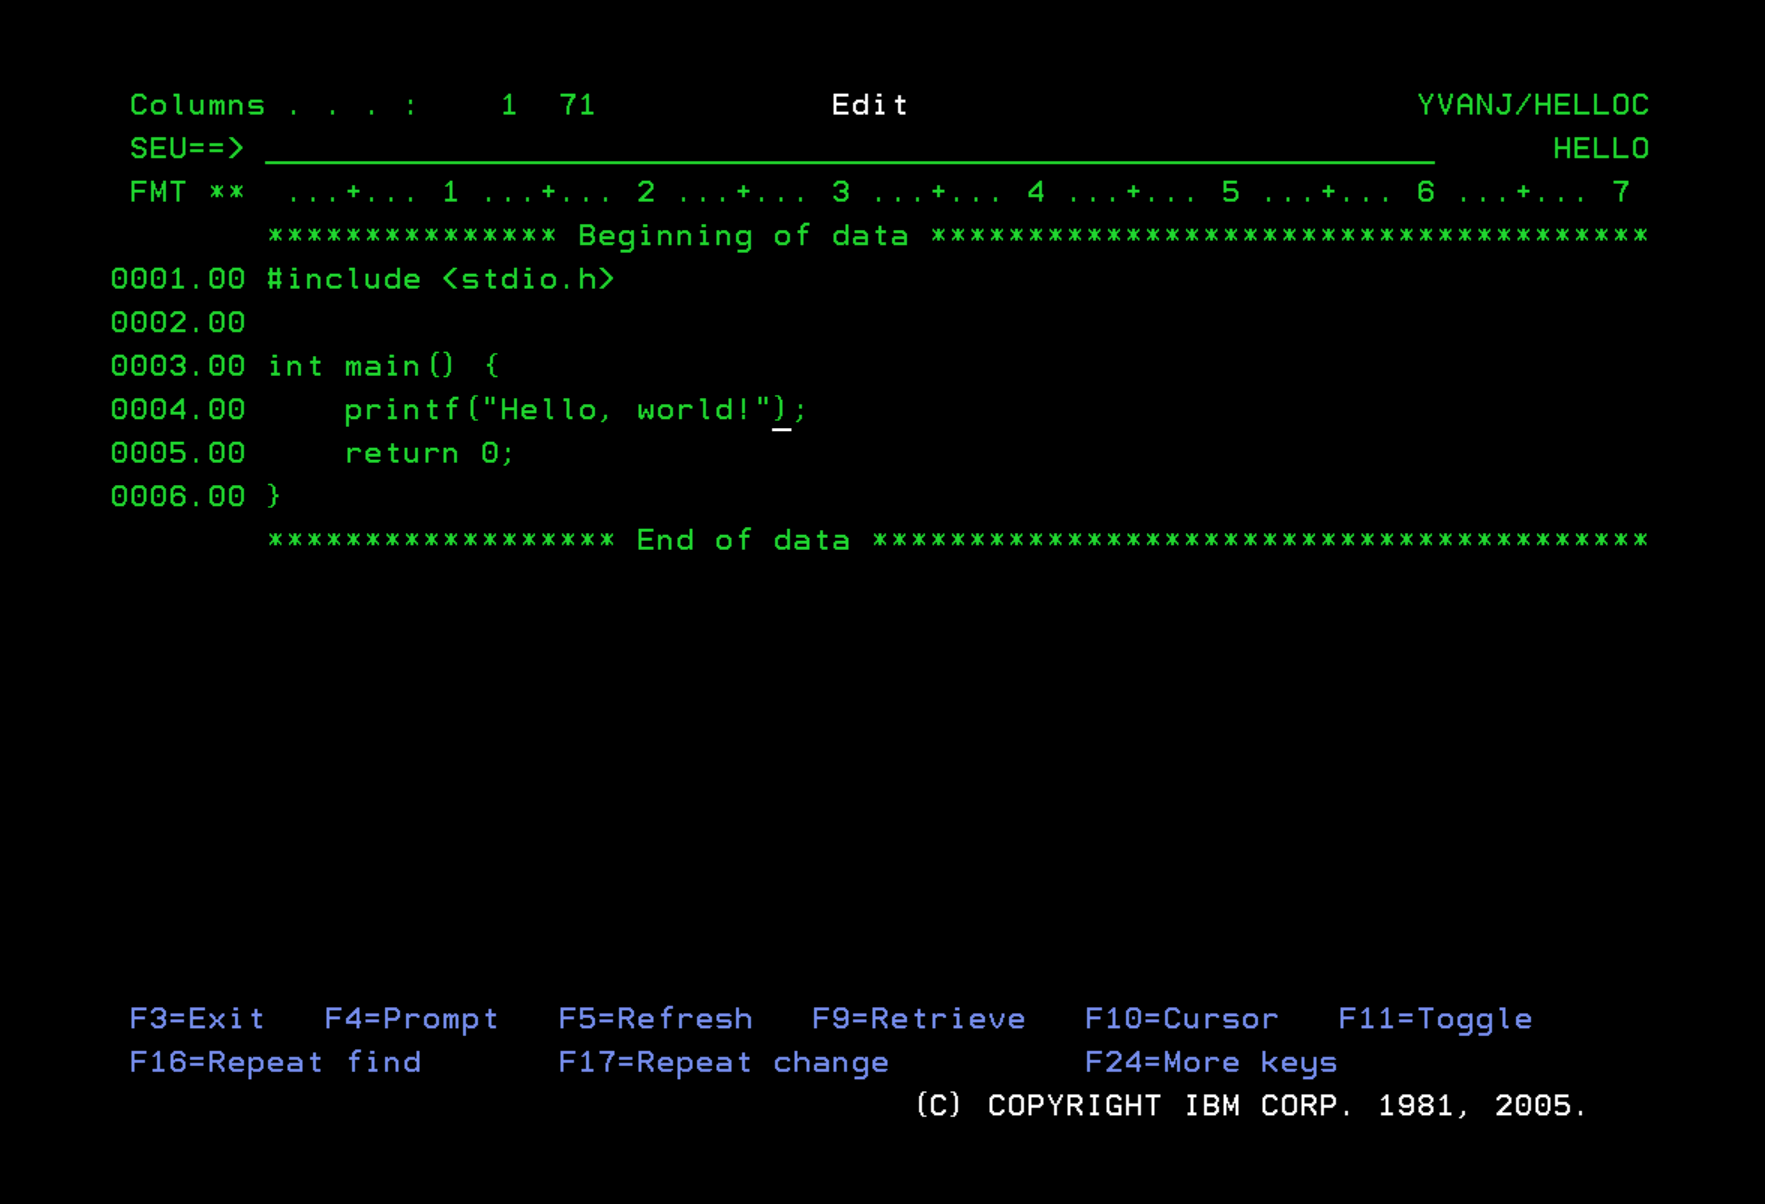 Columns . . . :    1  71            Edit                          YVANJ/HELLOC
SEU==>                                                                   HELLO
FMT **  ...+... 1 ...+... 2 ...+... 3 ...+... 4 ...+... 5 ...+... 6 ...+... 7
*************** Beginning of data *************************************
0001.00 #include <stdio.h>
0002.00
0003.00 int main() {
0004.00     printf("Hello, world!");
0005.00     return 0;
0006.00 }
****************** End of data ****************************************
F3=Exit   F4=Prompt   F5=Refresh   F9=Retrieve   F10=Cursor   F11=Toggle
F16=Repeat find       F17=Repeat change          F24=More keys
(C) COPYRIGHT IBM CORP. 1981, 2005.